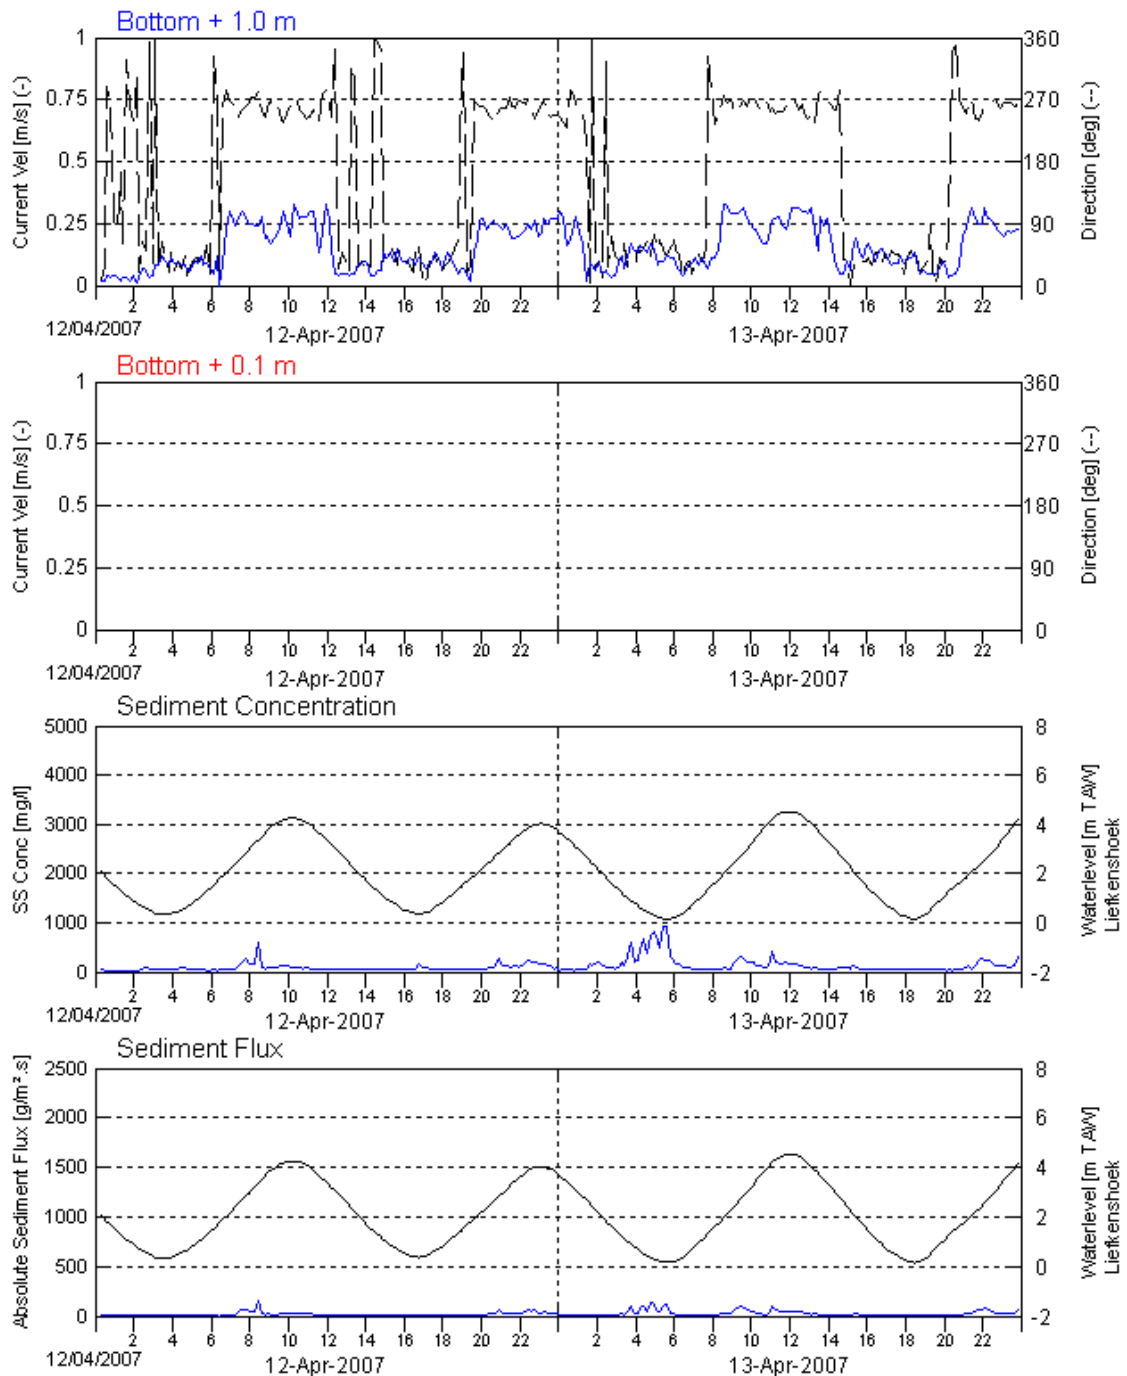 Bottom + 1.0 m
Current Vel [m/s] (-)
1
0.75
0.5
0.25
0
360
270
180
90
0
Direction [deg] (--)
2 4 6 8 10 12 14 16 18 20 22 2 4 6 8 10 12 14 16 18 20 22
12/04/2007 12-Apr-2007 13-Apr-2007
Bottom + 0.1 m
Current Vel [m/s] (-)
1
0.75
0.5
0.25
0
360
270
180
90
0
Direction [deg] (--)
2 4 6 8 10 12 14 16 18 20 22 2 4 6 8 10 12 14 16 18 20 22
12/04/2007 12-Apr-2007 13-Apr-2007
Sediment Concentration
SS Conc [mg/l]
5000
4000
3000
2000
1000
0
8
6
4
2
0
-2
Waterlevel [m TAW]
Liefkenshoek
2 4 6 8 10 12 14 16 18 20 22 2 4 6 8 10 12 14 16 18 20 22
12/04/2007 12-Apr-2007 13-Apr-2007
Sediment Flux
Absolute Sediment Flux [g/m².s]
2500
2000
1500
1000
500
0
8
6
4
2
0
-2
Waterlevel [m TAW]
Liefkenshoek
2 4 6 8 10 12 14 16 18 20 22 2 4 6 8 10 12 14 16 18 20 22
12/04/2007 12-Apr-2007 13-Apr-2007